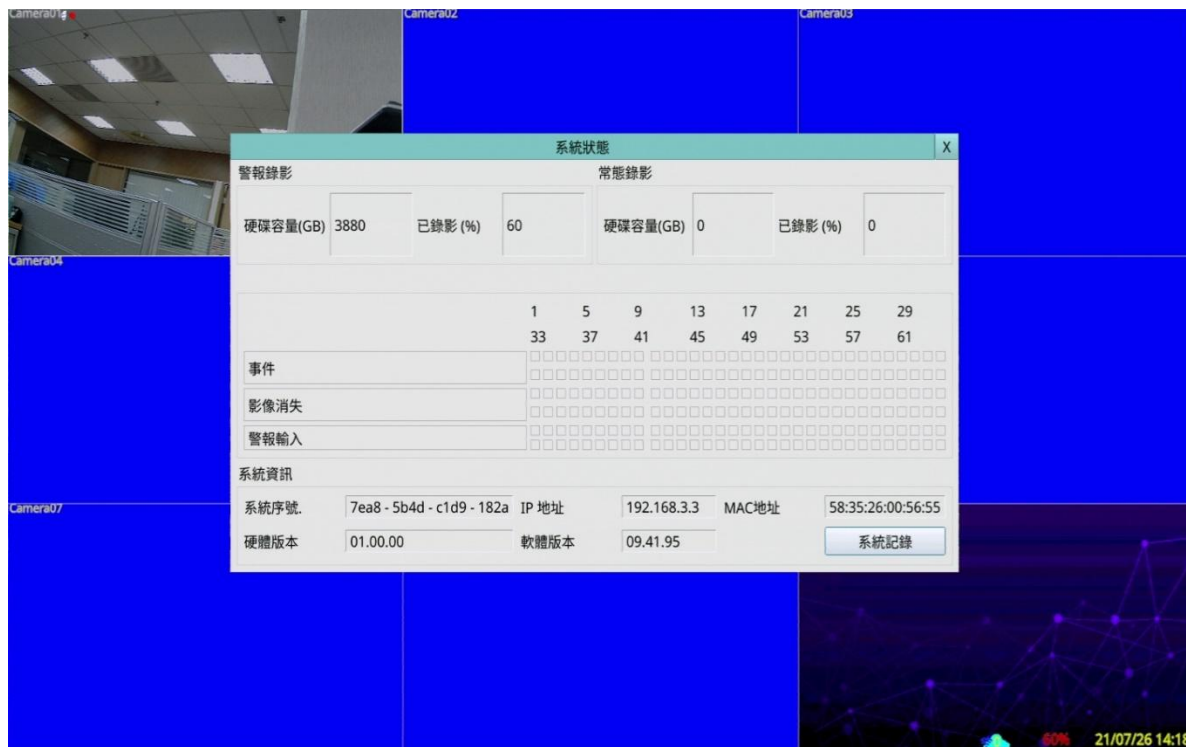 Camera01
Camera02
Camera03
系統狀態
X
警報錄影
常態錄影
硬碟容量(GB) 3880 已錄影 (%) 60
硬碟容量(GB) 0 已錄影 (%) 0
1 5 9 13 17 21 25 29
33 37 41 45 49 53 57 61
事件
影像消失
警報輸入
Camera04
系統資訊
系統序號. 7ea8 - 5b4d - c1d9 - 182a IP 地址 192.168.3.3 MAC地址 58:35:26:00:56:55
硬體版本 01.00.00 軟體版本 09.41.95 系統記錄
Camera07
60% 21/07/26 14:18